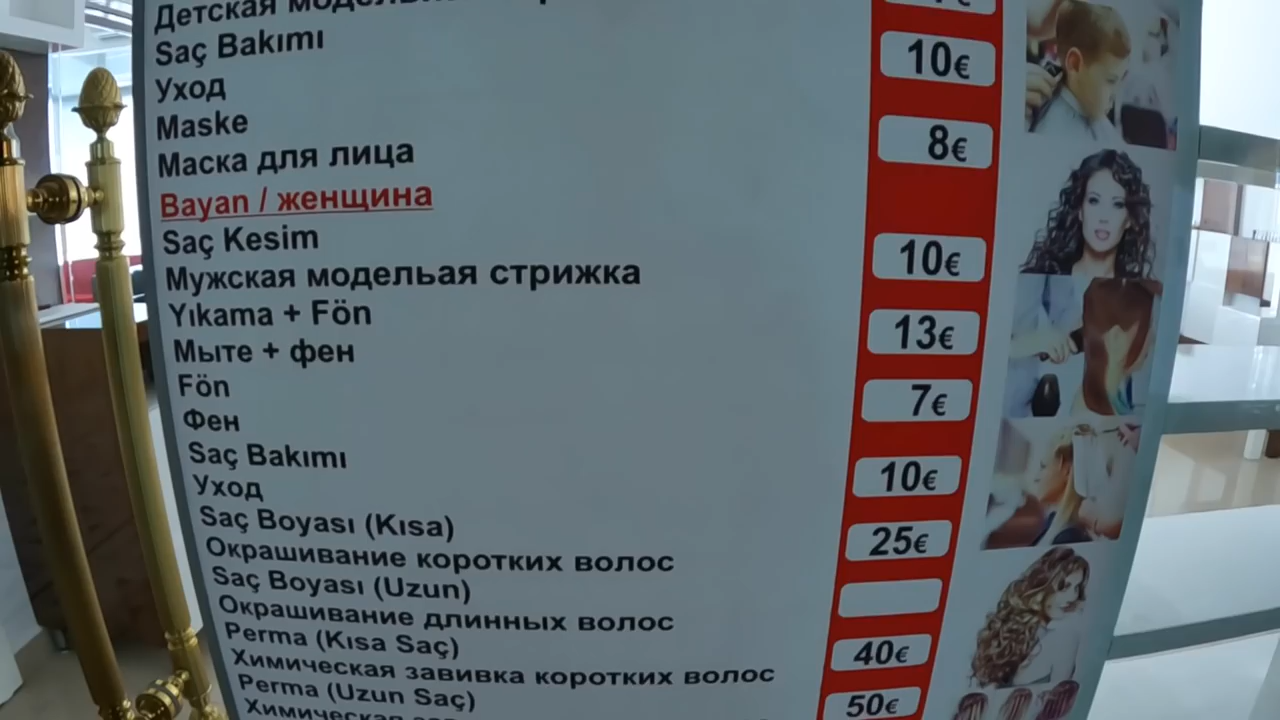 Детская
Saç Bakımı
10€
Уход
Maske
8€
Маска для лица
Bayan / женщина
Saç Kesim
10€
Мужская модельая стрижка
Yıkama + Fön
13€
Мыте + фен
Fön
7€
Фен
Saç Bakımı
10€
Уход
Saç Boyası (Kısa)
25€
Окрашивание коротких волос
Saç Boyası (Uzun)
Окрашивание длинных волос
Perma (Kısa Saç)
40€
Химическая завивка коротких волос
Perma (Uzun Saç)
50€